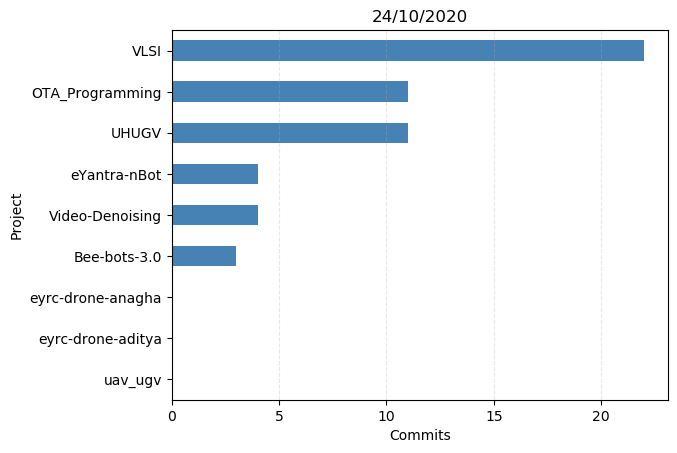 24/10/2020
VLSI
OTA_Programming
UHUGV
eYantra-nBot
Video-Denoising
Bee-bots-3.0
eyrc-drone-anagha
eyrc-drone-aditya
uav_ugv
Project
0 5 10 15 20
Commits